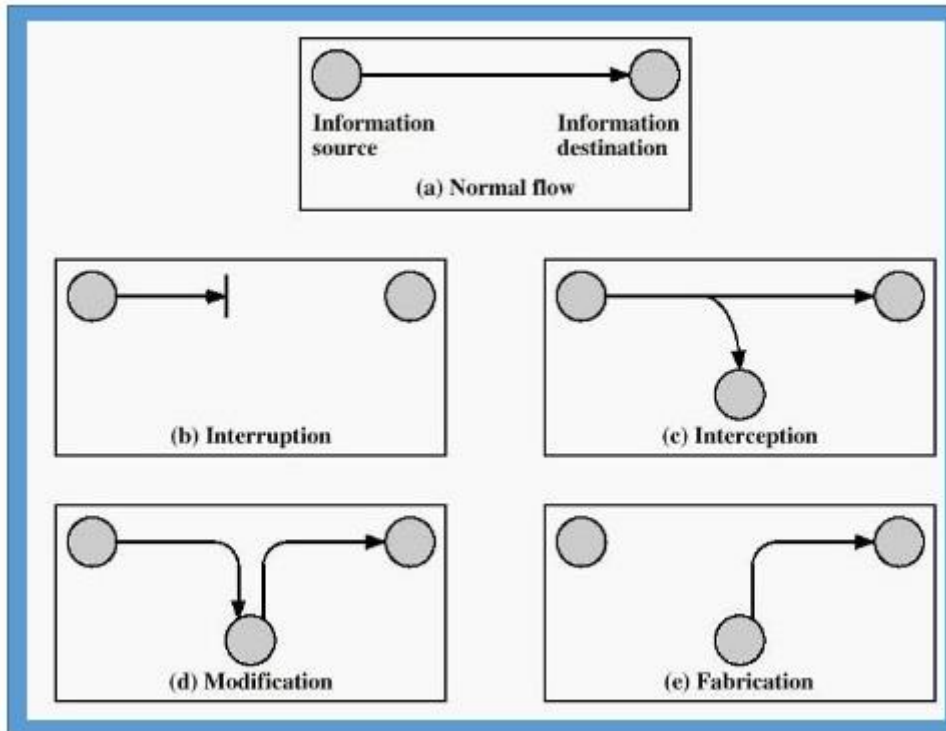 Information
source
Information
destination
(a) Normal flow
(b) Interruption
(c) Interception
(d) Modification
(e) Fabrication